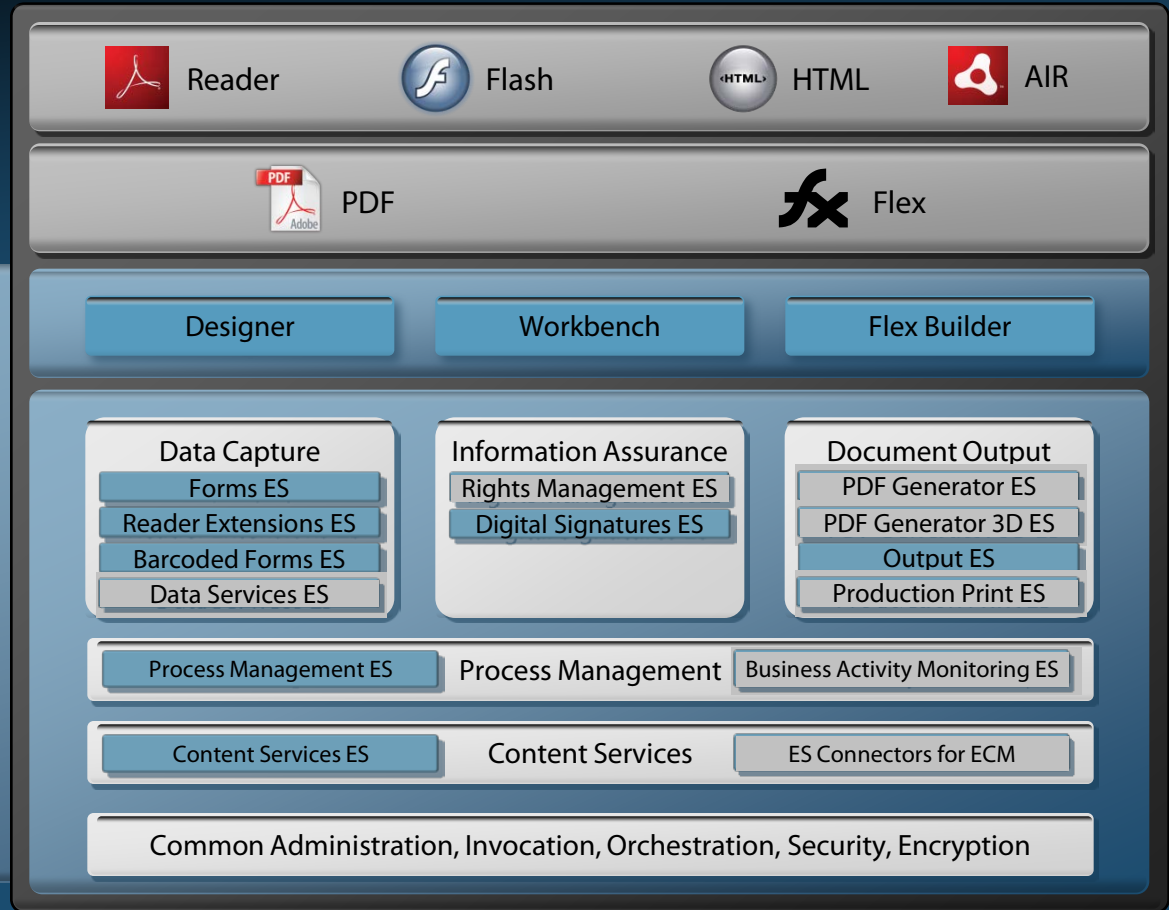 Reader
Flash
<HTML>
HTML
AIR
PDF
Adobe
PDF
Flex
Designer
Workbench
Flex Builder
Data Capture
Forms ES
Reader Extensions ES
Barcoded Forms ES
Data Services ES
Information Assurance
Rights Management ES
Digital Signatures ES
Document Output
PDF Generator ES
PDF Generator 3D ES
Output ES
Production Print ES
Process Management ES
Process Management
Business Activity Monitoring ES
Content Services ES
Content Services
ES Connectors for ECM
Common Administration, Invocation, Orchestration, Security, Encryption